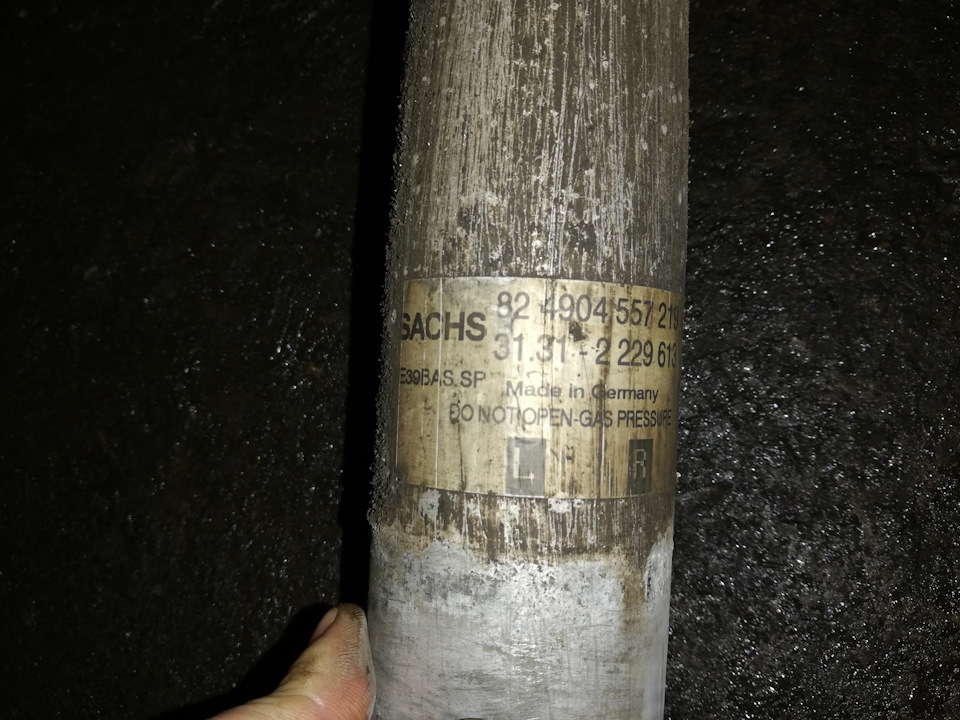 82 4904 557 219
SACHS
31.31 - 2 229 613
E39BAS.SP
Made in Germany
DO NOT OPEN-GAS PRESSURE
L R